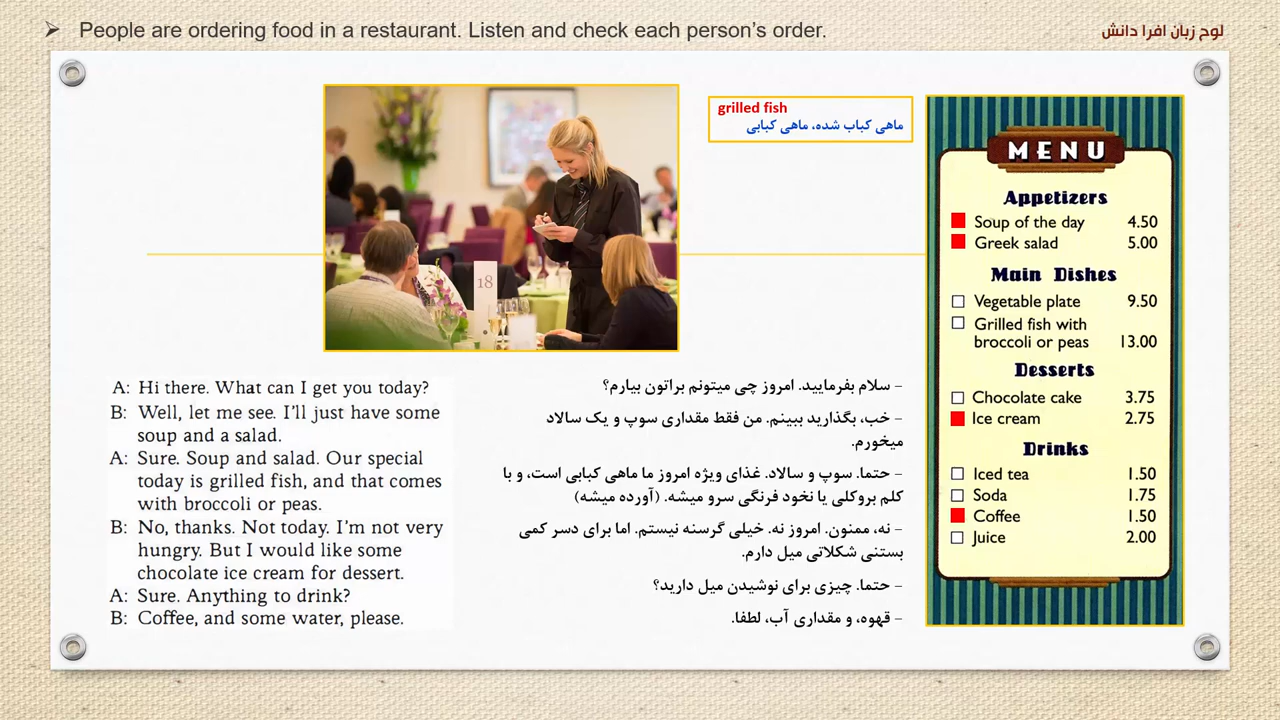 People are ordering food in a restaurant. Listen and check each person's order.
لوح زبان افرا دانش
grilled fish
ماهی کباب شده، ماهی کبابی
18
MENU
Appetizers
Soup of the day 4.50
Greek salad 5.00
Main Dishes
Vegetable plate 9.50
Grilled fish with
broccoli or peas 13.00
Desserts
Chocolate cake 3.75
Ice cream 2.75
Drinks
Iced tea 1.50
Soda 1.75
Coffee 1.50
Juice 2.00
A: Hi there. What can I get you today?
B: Well, let me see. I'll just have some
soup and a salad.
A: Sure. Soup and salad. Our special
today is grilled fish, and that comes
with broccoli or peas.
B: No, thanks. Not today. I'm not very
hungry. But I would like some
chocolate ice cream for dessert.
A: Sure. Anything to drink?
B: Coffee, and some water, please.
– سلام بفرمایید. امروز چی میتونم براتون بیارم؟
– خب، بگذارید ببینم. من فقط مقداری سوپ و یک سالاد
میخورم.
– حتما. سوپ و سالاد. غذای ویژه امروز ما ماهی کبابی است، و با
کلم بروکلی یا نخود فرنگی سرو میشه. (آورده میشه)
– نه، ممنون. امروز نه. خیلی گرسنه نیستم. اما برای دسر کمی
بستنی شکلاتی میل دارم.
– حتما. چیزی برای نوشیدن میل دارید؟
– قهوه، و مقداری آب، لطفا.